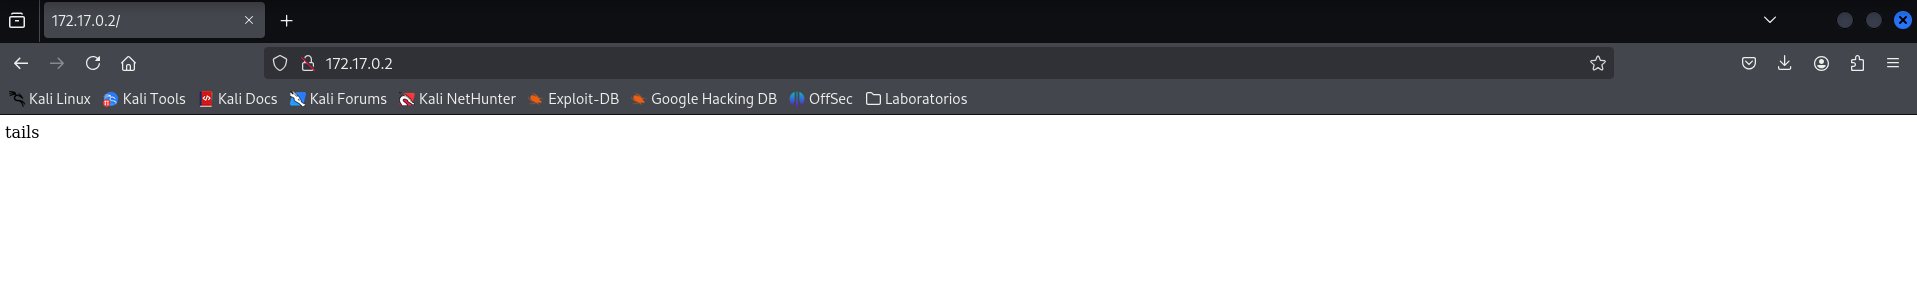 172.17.0.2/
172.17.0.2
Kali Linux Kali Tools Kali Docs Kali Forums Kali NetHunter Exploit-DB Google Hacking DB OffSec Laboratorios
tails